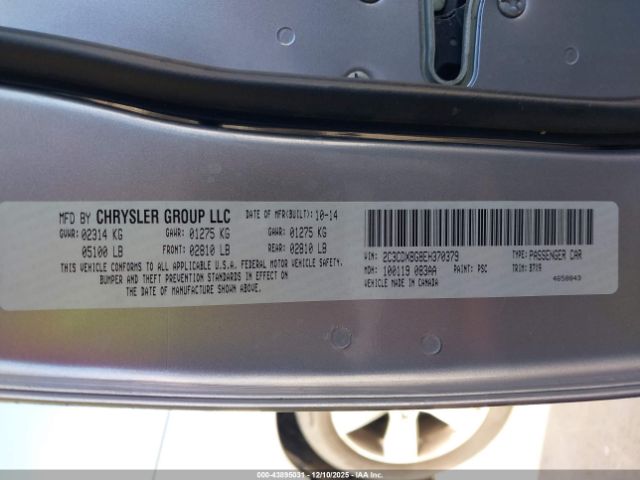 MFD BY CHRYSLER GROUP LLC
DATE OF MFR(BUILT): 10-14
GVWR: 02314 KG GAWR: 01275 KG GAWR: 01275 KG
05100 LB FRONT: 02810 LB REAR: 02810 LB
THIS VEHICLE CONFORMS TO ALL APPLICABLE U.S.A. FEDERAL MOTOR VEHICLE SAFETY,
BUMPER AND THEFT PREVENTION STANDARDS IN EFFECT ON
THE DATE OF MANUFACTURE SHOWN ABOVE.
VIN: 2C3CDXBG8EH370379 TYPE: PASSENGER CAR
MDH: 100119 083AA PAINT: PSC TRIM: B7X9
VEHICLE MADE IN CANADA 4658043
000-43895031 - 12/10/2025 - IAAI.com